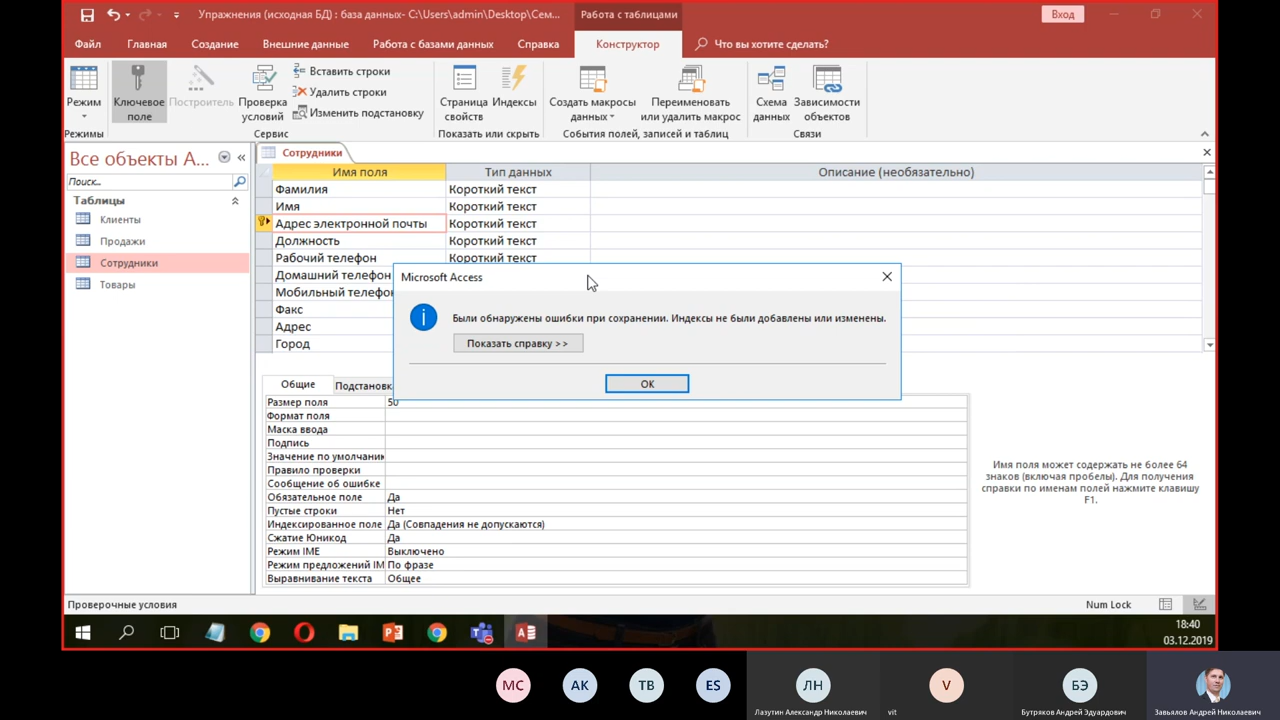 Упражнения (исходная БД) : база данных- C:\Users\admin\Desktop\Сем...
Работа с таблицами
Вход
Файл
Главная
Создание
Внешние данные
Работа с базами данных
Справка
Конструктор
Что вы хотите сделать?
Режим
Ключевое поле
Построитель
Проверка условий
Вставить строки
Удалить строки
Изменить подстановку
Страница свойств
Индексы
Создать макросы данных
Переименовать или удалить макрос
Схема данных
Зависимости объектов
Режимы
Сервис
Показать или скрыть
События полей, записей и таблиц
Связи
Все объекты A...
Поиск...
Таблицы
Клиенты
Продажи
Сотрудники
Товары
Сотрудники
Имя поля
Тип данных
Описание (необязательно)
Фамилия
Короткий текст
Имя
Короткий текст
Адрес электронной почты
Короткий текст
Должность
Короткий текст
Рабочий телефон
Короткий текст
Домашний телефон
Мобильный телефо
Факс
Адрес
Город
Microsoft Access
Были обнаружены ошибки при сохранении. Индексы не были добавлены или изменены.
Показать справку >>
OK
Общие
Подстановка
Размер поля
50
Формат поля
Маска ввода
Подпись
Значение по умолчанию
Правило проверки
Сообщение об ошибке
Обязательное поле
Да
Пустые строки
Нет
Индексированное поле
Да (Совпадения не допускаются)
Сжатие Юникод
Да
Режим IME
Выключено
Режим предложений IM
По фразе
Выравнивание текста
Общее
Имя поля может содержать не более 64
знаков (включая пробелы). Для получения
справки по именам полей нажмите клавишу
F1.
Проверочные условия
Num Lock
18:40
03.12.2019
МС
АК
ТВ
ES
ЛН
V
БЭ
Лазутин Александр Николаевич
vit
Бутряков Андрей Эдуардович
Завьялов Андрей Николаевич